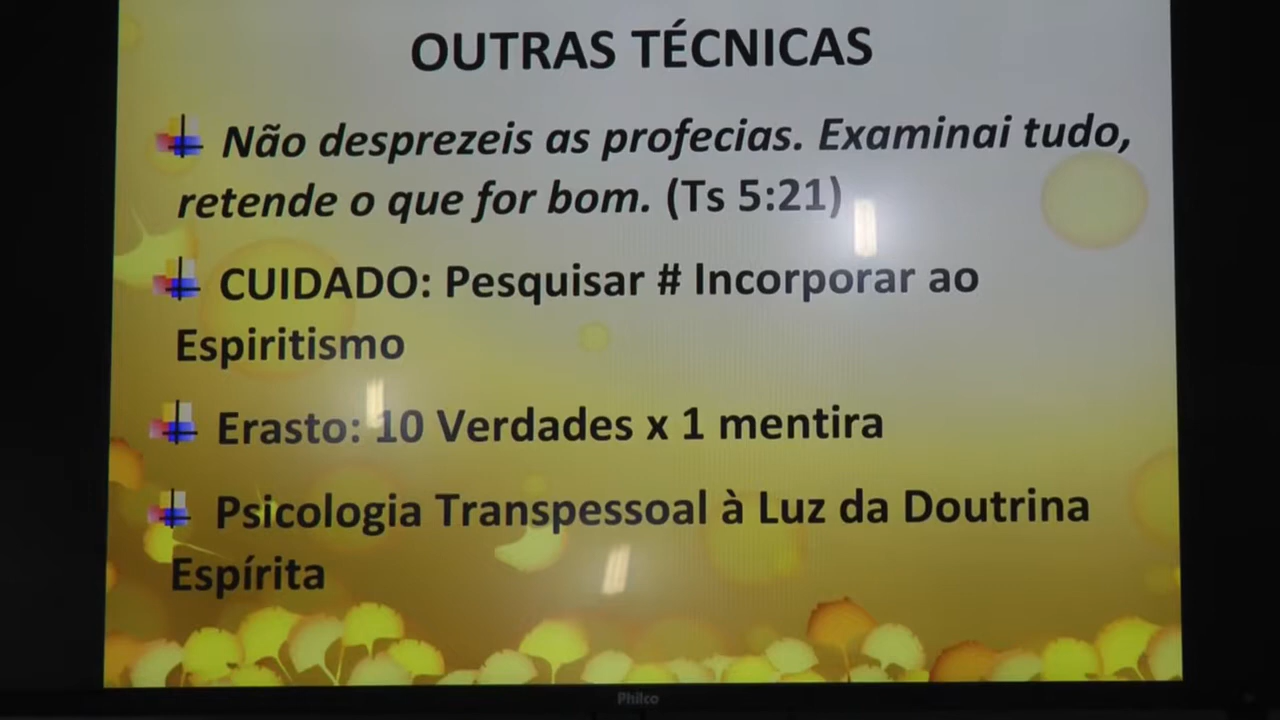 OUTRAS TÉCNICAS
Não desprezeis as profecias. Examinai tudo,
retende o que for bom. (Ts 5:21)
CUIDADO: Pesquisar # Incorporar ao
Espiritismo
Erasto: 10 Verdades x 1 mentira
Psicologia Transpessoal à Luz da Doutrina
Espírita
Philco